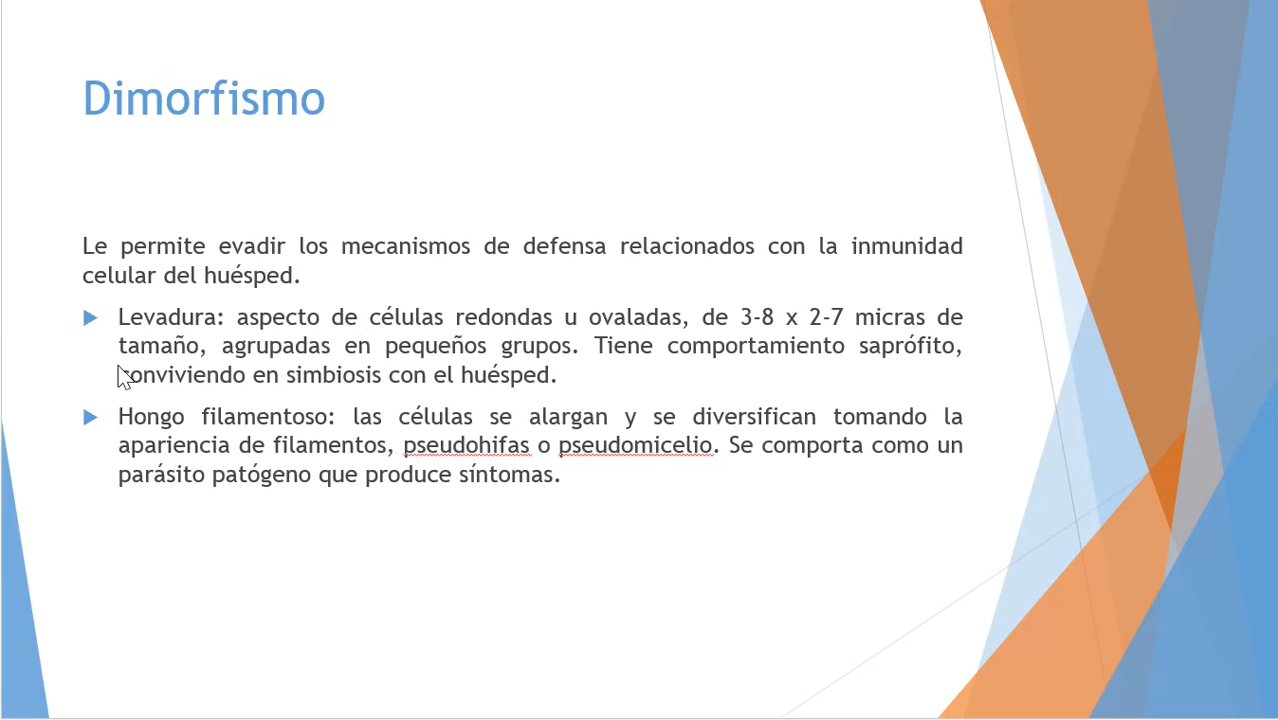 Dimorfismo
Le permite evadir los mecanismos de defensa relacionados con la inmunidad
celular del huésped.
Levadura: aspecto de células redondas u ovaladas, de 3-8 x 2-7 micras de
tamaño, agrupadas en pequeños grupos. Tiene comportamiento saprófito,
conviviendo en simbiosis con el huésped.
Hongo filamentoso: las células se alargan y se diversifican tomando la
apariencia de filamentos, pseudohifas o pseudomicelio. Se comporta como un
parásito patógeno que produce síntomas.